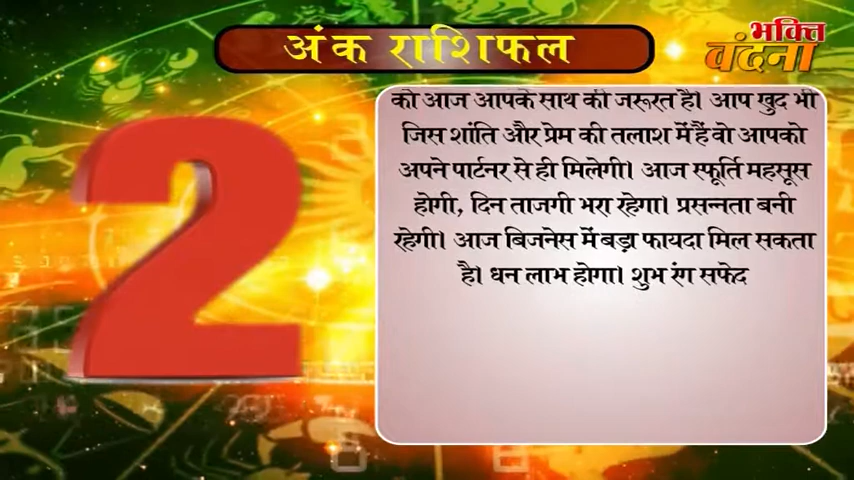 अंक राशिफल
भक्ति
वंदना
2
को आज आपके साथ की जरूरत है। आप खुद भी
जिस शांति और प्रेम की तलाश में हैं वो आपको
अपने पार्टनर से ही मिलेगी। आज स्फूर्ति महसूस
होगी, दिन ताजगी भरा रहेगा। प्रसन्नता बनी
रहेगी। आज बिजनेस में बड़ा फायदा मिल सकता
है। धन लाभ होगा। शुभ रंग सफेद